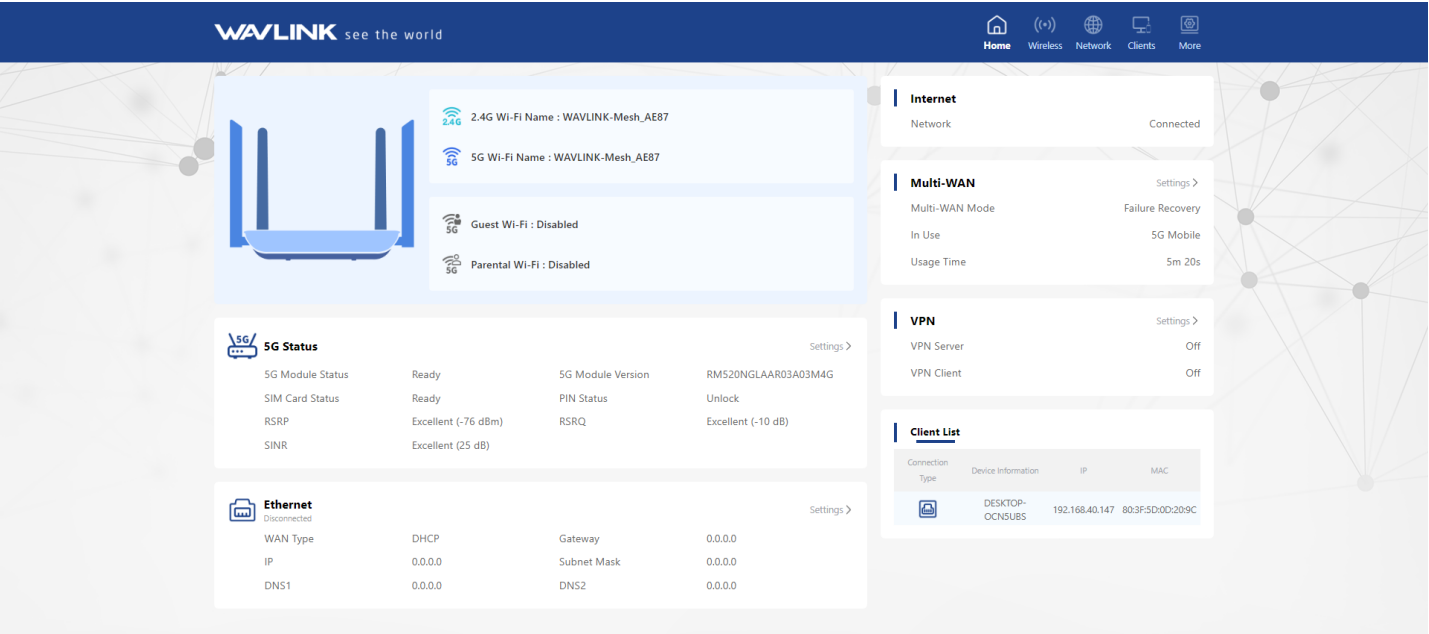 WAVLINK see the world
Home Wireless Network Clients More
2.4G 2.4G Wi-Fi Name : WAVLINK-Mesh_AE87
5G 5G Wi-Fi Name : WAVLINK-Mesh_AE87
5G Guest Wi-Fi : Disabled
5G Parental Wi-Fi : Disabled
5G 5G Status Settings >
5G Module Status Ready 5G Module Version RM520NGLAAR03A03M4G
SIM Card Status Ready PIN Status Unlock
RSRP Excellent (-76 dBm) RSRQ Excellent (-10 dB)
SINR Excellent (25 dB)
Ethernet Settings >
Disconnected
WAN Type DHCP Gateway 0.0.0.0
IP 0.0.0.0 Subnet Mask 0.0.0.0
DNS1 0.0.0.0 DNS2 0.0.0.0
Internet
Network Connected
Multi-WAN Settings >
Multi-WAN Mode Failure Recovery
In Use 5G Mobile
Usage Time 5m 20s
VPN Settings >
VPN Server Off
VPN Client Off
Client List
Connection Type Device Information IP MAC
DESKTOP-OCN5UBS 192.168.40.147 80:3F:5D:0D:20:9C